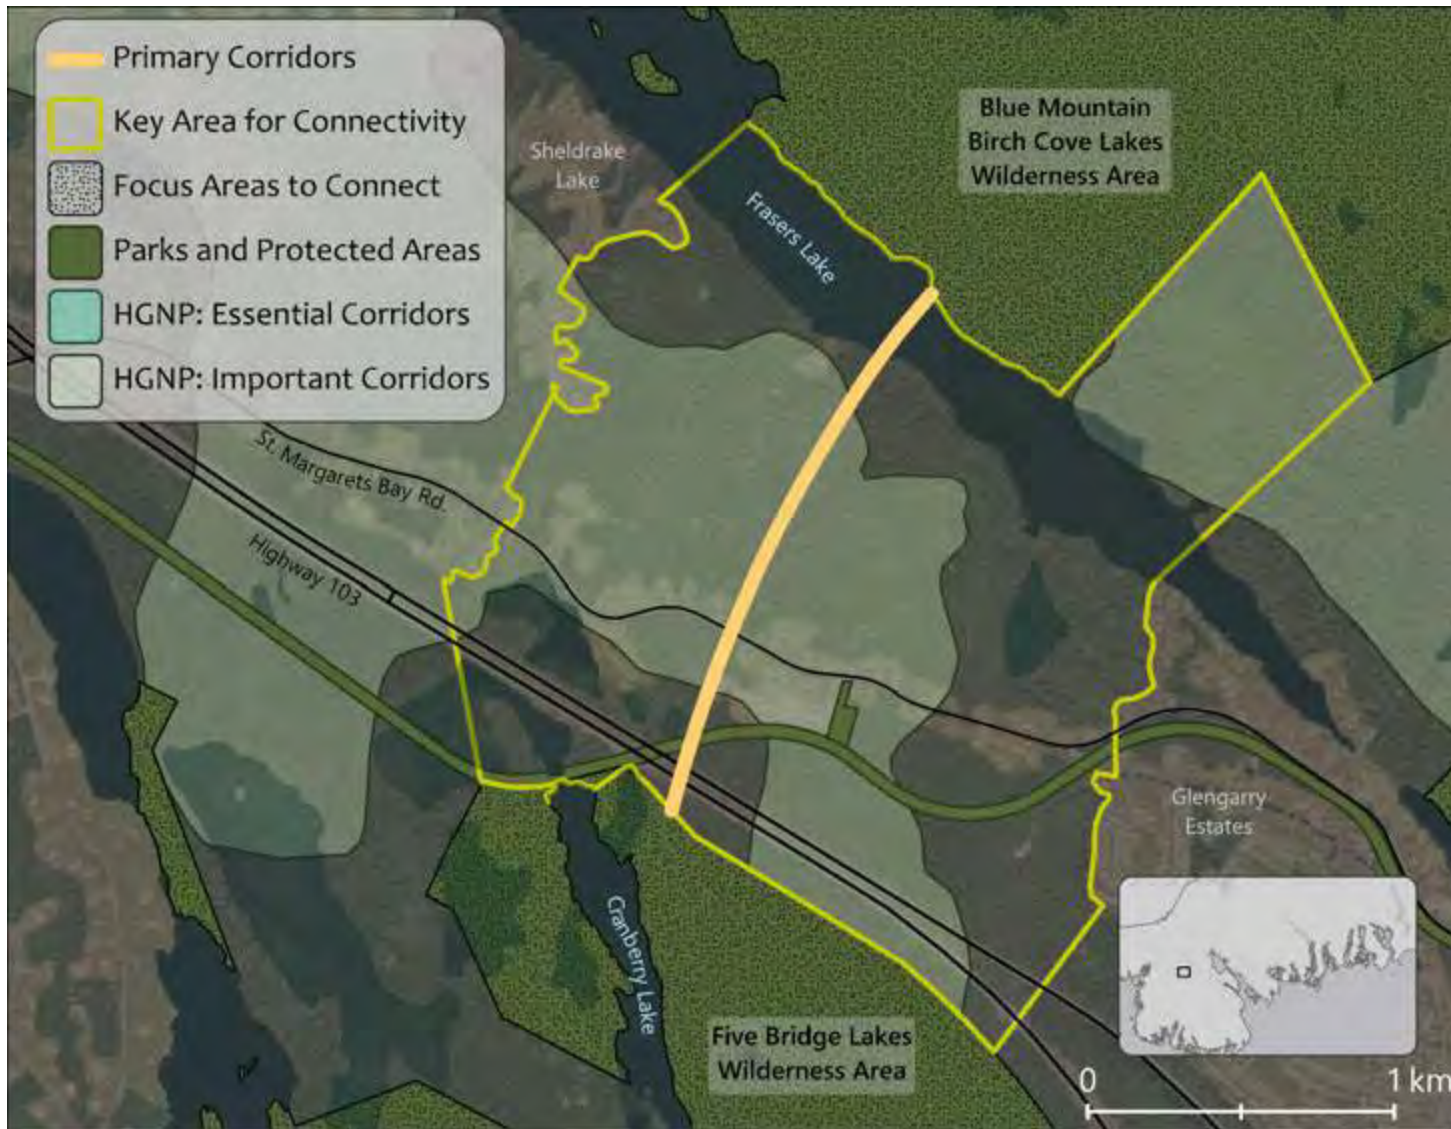 Primary Corridors
Key Area for Connectivity
Focus Areas to Connect
Parks and Protected Areas
HGNP: Essential Corridors
HGNP: Important Corridors
Blue Mountain
Birch Cove Lakes
Wilderness Area
Sheldrake
Lake
Frasers Lake
St. Margarets Bay Rd.
Highway 103
Glengarry
Estates
Cranberry Lake
Five Bridge Lakes
Wilderness Area
0 1 km